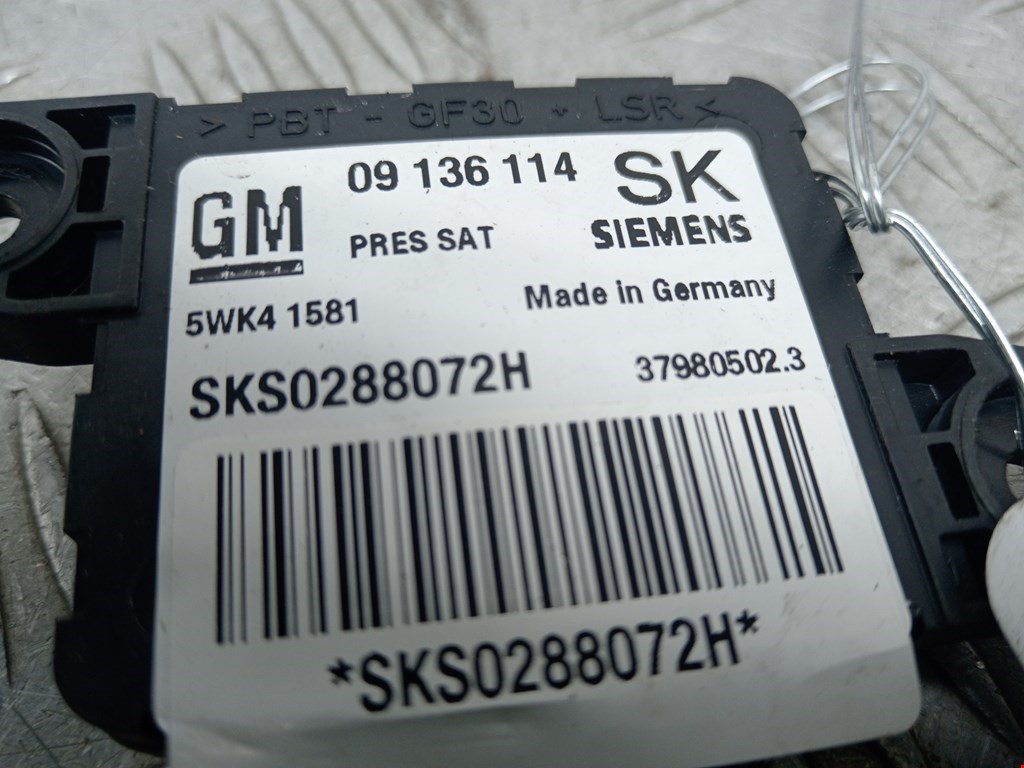 > PBT - GF30 + LSR <
09 136 114 SK
GM PRES SAT SIEMENS
5WK4 1581 Made in Germany
SKS0288072H 37980502.3
*SKS0288072H*